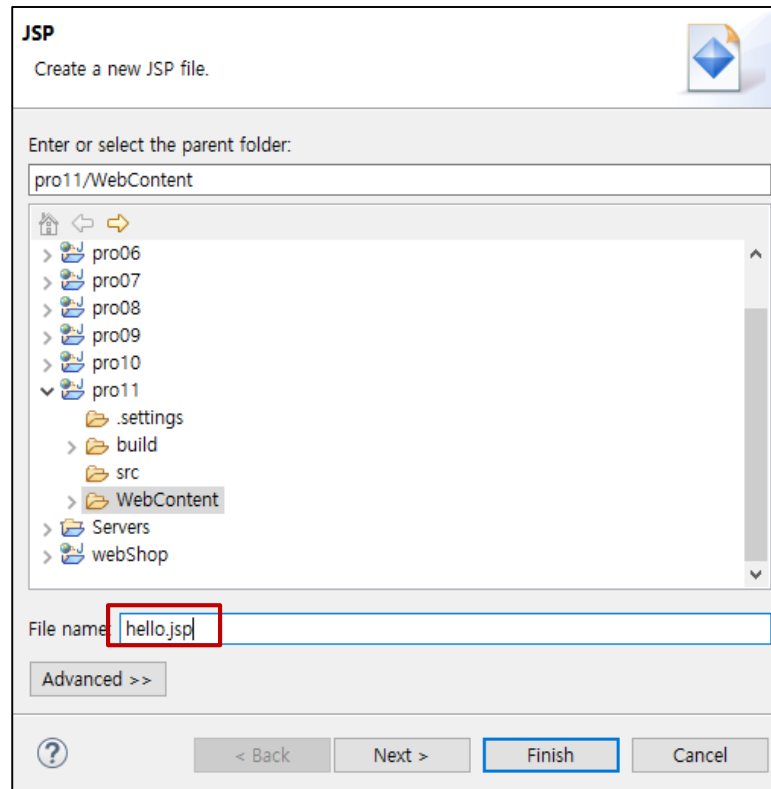 JSP
Create a new JSP file.
Enter or select the parent folder:
pro11/WebContent
pro06
pro07
pro08
pro09
pro10
pro11
.settings
build
src
WebContent
Servers
webShop
File name: hello.jsp
Advanced >>
? < Back Next > Finish Cancel